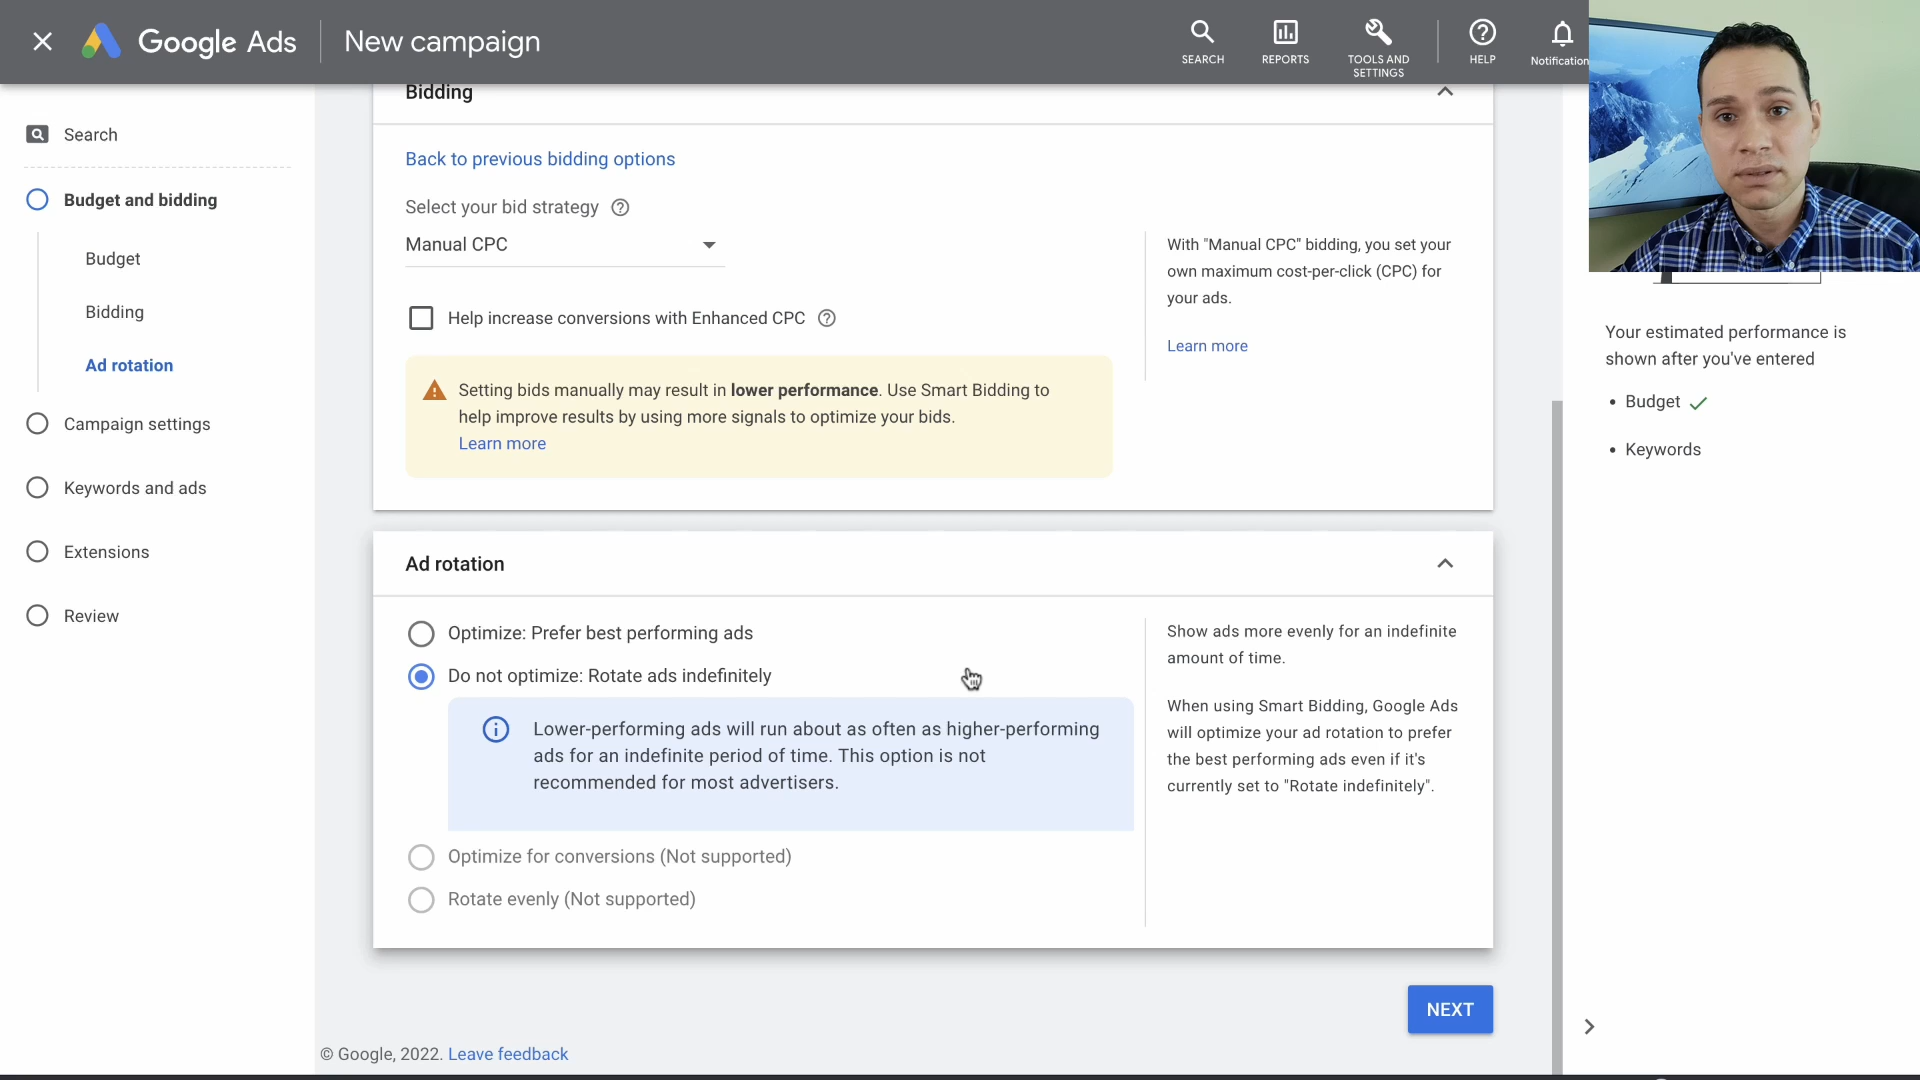 Google Ads
New campaign
SEARCH
REPORTS
TOOLS AND
SETTINGS
HELP
Notification
Search
Budget and bidding
Budget
Bidding
Ad rotation
Campaign settings
Keywords and ads
Extensions
Review
Bidding
Back to previous bidding options
Select your bid strategy
Manual CPC
Help increase conversions with Enhanced CPC
Setting bids manually may result in lower performance. Use Smart Bidding to
help improve results by using more signals to optimize your bids.
Learn more
With "Manual CPC" bidding, you set your
own maximum cost-per-click (CPC) for
your ads.
Learn more
Ad rotation
Optimize: Prefer best performing ads
Do not optimize: Rotate ads indefinitely
Lower-performing ads will run about as often as higher-performing
ads for an indefinite period of time. This option is not
recommended for most advertisers.
Optimize for conversions (Not supported)
Rotate evenly (Not supported)
Show ads more evenly for an indefinite
amount of time.
When using Smart Bidding, Google Ads
will optimize your ad rotation to prefer
the best performing ads even if it's
currently set to "Rotate indefinitely".
Your estimated performance is
shown after you've entered
• Budget
• Keywords
NEXT
© Google, 2022. Leave feedback